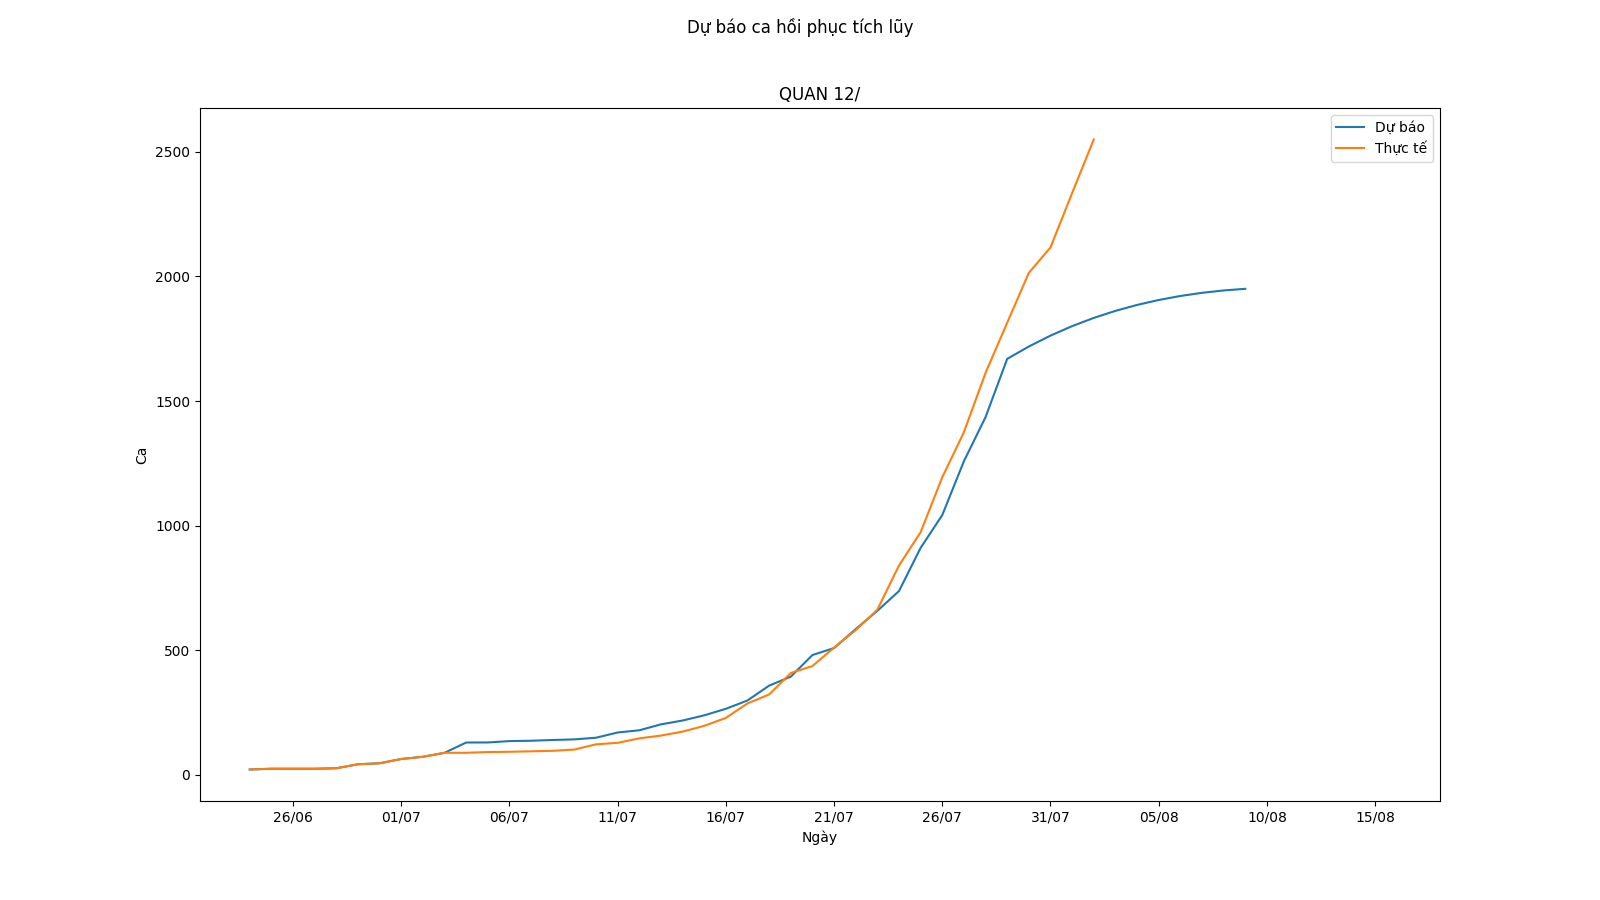 Dự báo ca hồi phục tích lũy
QUAN 12/
Dự báo
Thực tế
2500
2000
1500
1000
500
0
Ca
26/06
01/07
06/07
11/07
16/07
21/07
26/07
31/07
05/08
10/08
15/08
Ngày